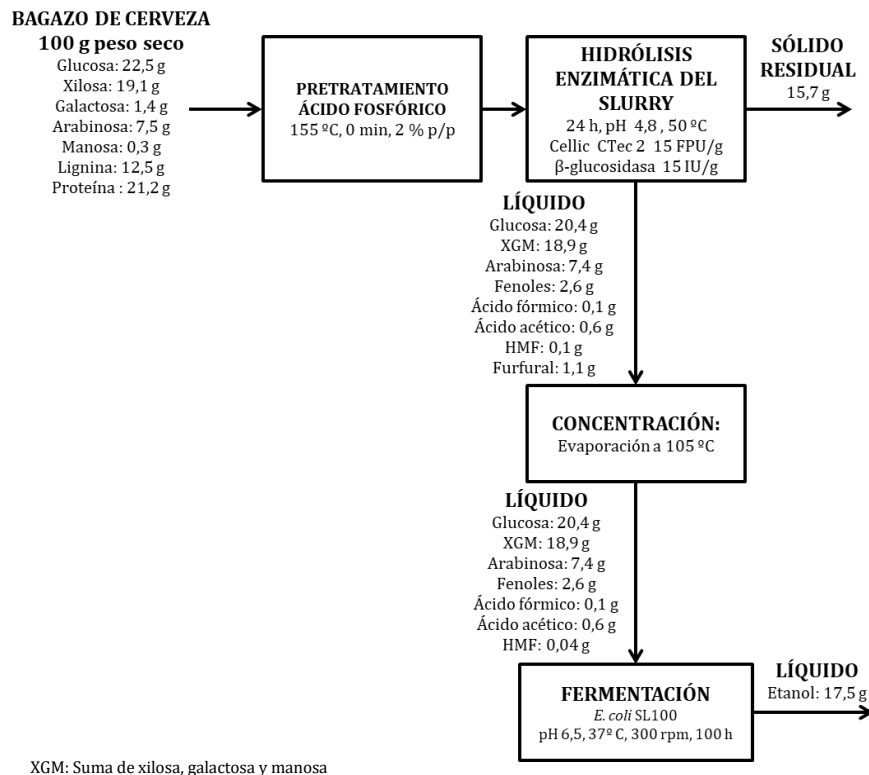 BAGAZO DE CERVEZA
100 g peso seco
Glucosa: 22,5 g
Xilosa: 19,1 g
Galactosa: 1,4 g
Arabinosa: 7,5 g
Manosa: 0,3 g
Lignina: 12,5 g
Proteína : 21,2 g
PRETRATAMIENTO
ÁCIDO FOSFÓRICO
155 ºC, 0 min, 2 % p/p
HIDRÓLISIS
ENZIMÁTICA DEL
SLURRY
24 h, pH 4,8 , 50 ºC
Cellic CTec 2 15 FPU/g
β-glucosidasa 15 IU/g
SÓLIDO
RESIDUAL
15,7 g
LÍQUIDO
Glucosa: 20,4 g
XGM: 18,9 g
Arabinosa: 7,4 g
Fenoles: 2,6 g
Ácido fórmico: 0,1 g
Ácido acético: 0,6 g
HMF: 0,1 g
Furfural: 1,1 g
CONCENTRACIÓN:
Evaporación a 105 ºC
LÍQUIDO
Glucosa: 20,4 g
XGM: 18,9 g
Arabinosa: 7,4 g
Fenoles: 2,6 g
Ácido fórmico: 0,1 g
Ácido acético: 0,6 g
HMF: 0,04 g
FERMENTACIÓN
E. coli SL100
pH 6,5, 37º C, 300 rpm, 100 h
LÍQUIDO
Etanol: 17,5 g
XGM: Suma de xilosa, galactosa y manosa